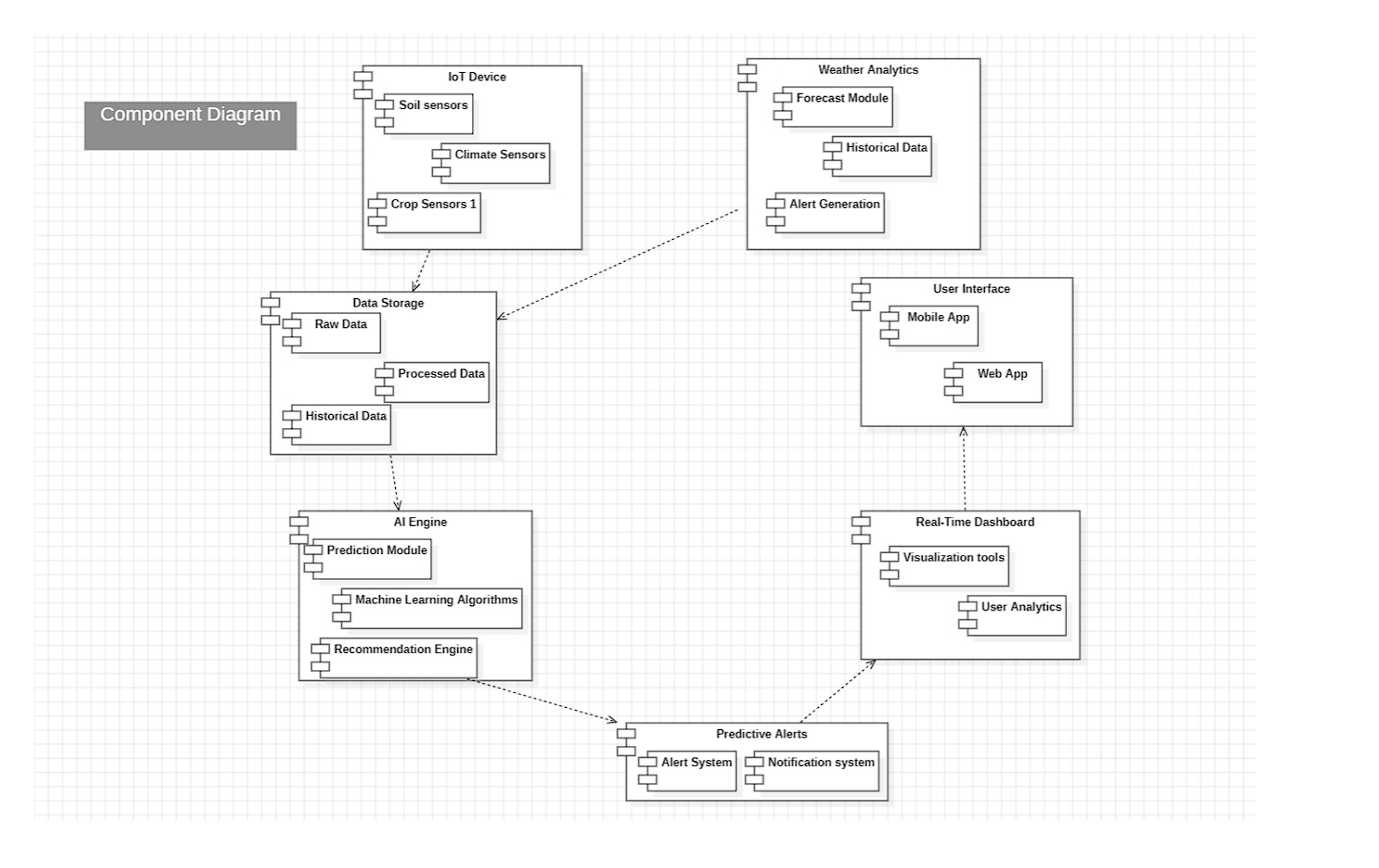 Component Diagram
IoT Device
Soil sensors
Climate Sensors
Crop Sensors 1
Weather Analytics
Forecast Module
Historical Data
Alert Generation
Data Storage
Raw Data
Processed Data
Historical Data
User Interface
Mobile App
Web App
AI Engine
Prediction Module
Machine Learning Algorithms
Recommendation Engine
Real-Time Dashboard
Visualization tools
User Analytics
Predictive Alerts
Alert System
Notification system